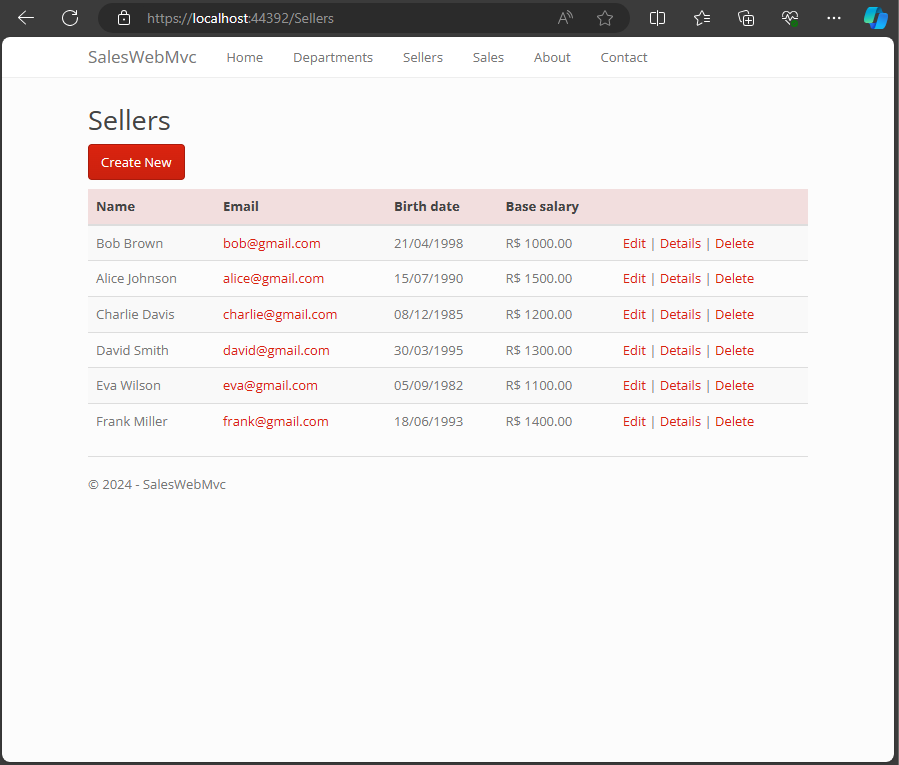 https://localhost:44392/Sellers
SalesWebMvc Home Departments Sellers Sales About Contact
Sellers
Create New
Name Email Birth date Base salary
Bob Brown bob@gmail.com 21/04/1998 R$ 1000.00 Edit | Details | Delete
Alice Johnson alice@gmail.com 15/07/1990 R$ 1500.00 Edit | Details | Delete
Charlie Davis charlie@gmail.com 08/12/1985 R$ 1200.00 Edit | Details | Delete
David Smith david@gmail.com 30/03/1995 R$ 1300.00 Edit | Details | Delete
Eva Wilson eva@gmail.com 05/09/1982 R$ 1100.00 Edit | Details | Delete
Frank Miller frank@gmail.com 18/06/1993 R$ 1400.00 Edit | Details | Delete
© 2024 - SalesWebMvc